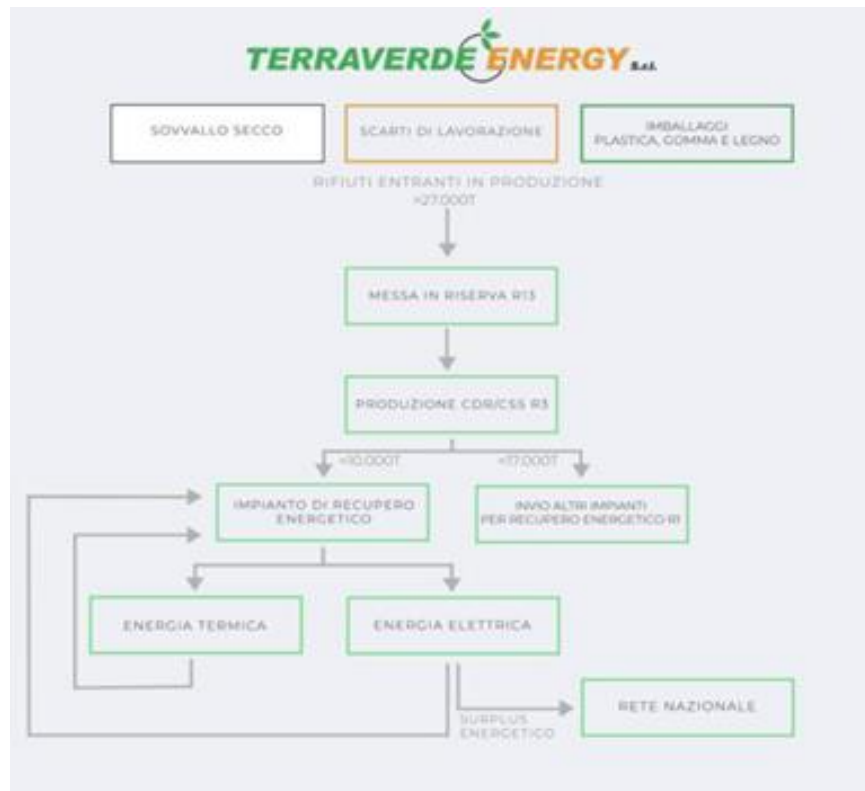 TERRAVERDE ENERGY S.r.l.
SOVVALLO SECCO
SCARTI DI LAVORAZIONE
IMBALLAGGI
PLASTICA, GOMMA E LEGNO
RIFIUTI ENTRANTI IN PRODUZIONE
≈27.000T
MESSA IN RISERVA R13
PRODUZIONE CDR/CSS R3
≈10.000T
≈17.000T
IMPIANTO DI RECUPERO
ENERGETICO
INVIO ALTRI IMPIANTI
PER RECUPERO ENERGETICO R1
ENERGIA TERMICA
ENERGIA ELETTRICA
SURPLUS
ENERGETICO
RETE NAZIONALE